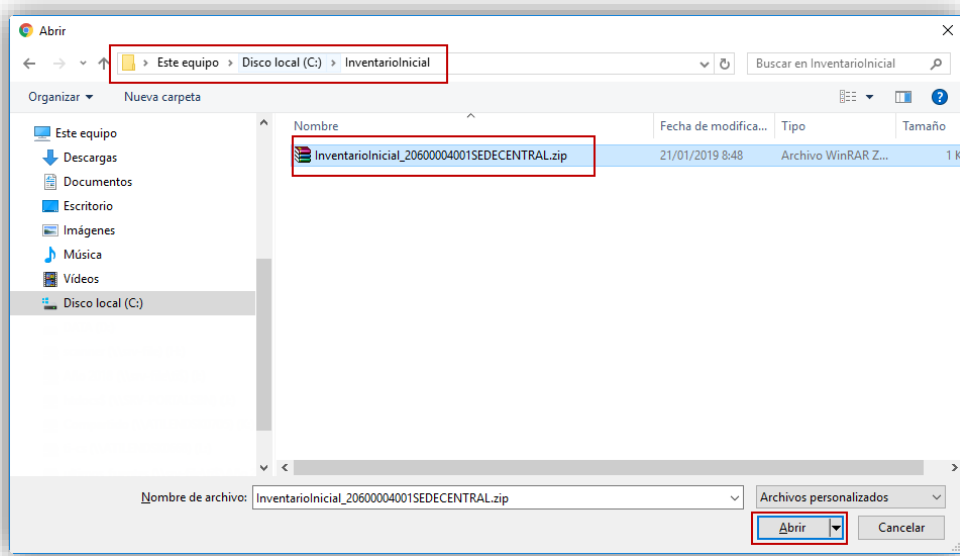 Abrir
Este equipo > Disco local (C:) > InventarioInicial
Buscar en InventarioInicial
Organizar
Nueva carpeta
Nombre
Fecha de modifica...
Tipo
Tamaño
Este equipo
Descargas
Documentos
Escritorio
Imágenes
Música
Vídeos
Disco local (C:)
InventarioInicial_20600004001SEDECENTRAL.zip
21/01/2019 8:48
Archivo WinRAR Z...
1 K
Nombre de archivo:
InventarioInicial_20600004001SEDECENTRAL.zip
Archivos personalizados
Abrir
Cancelar